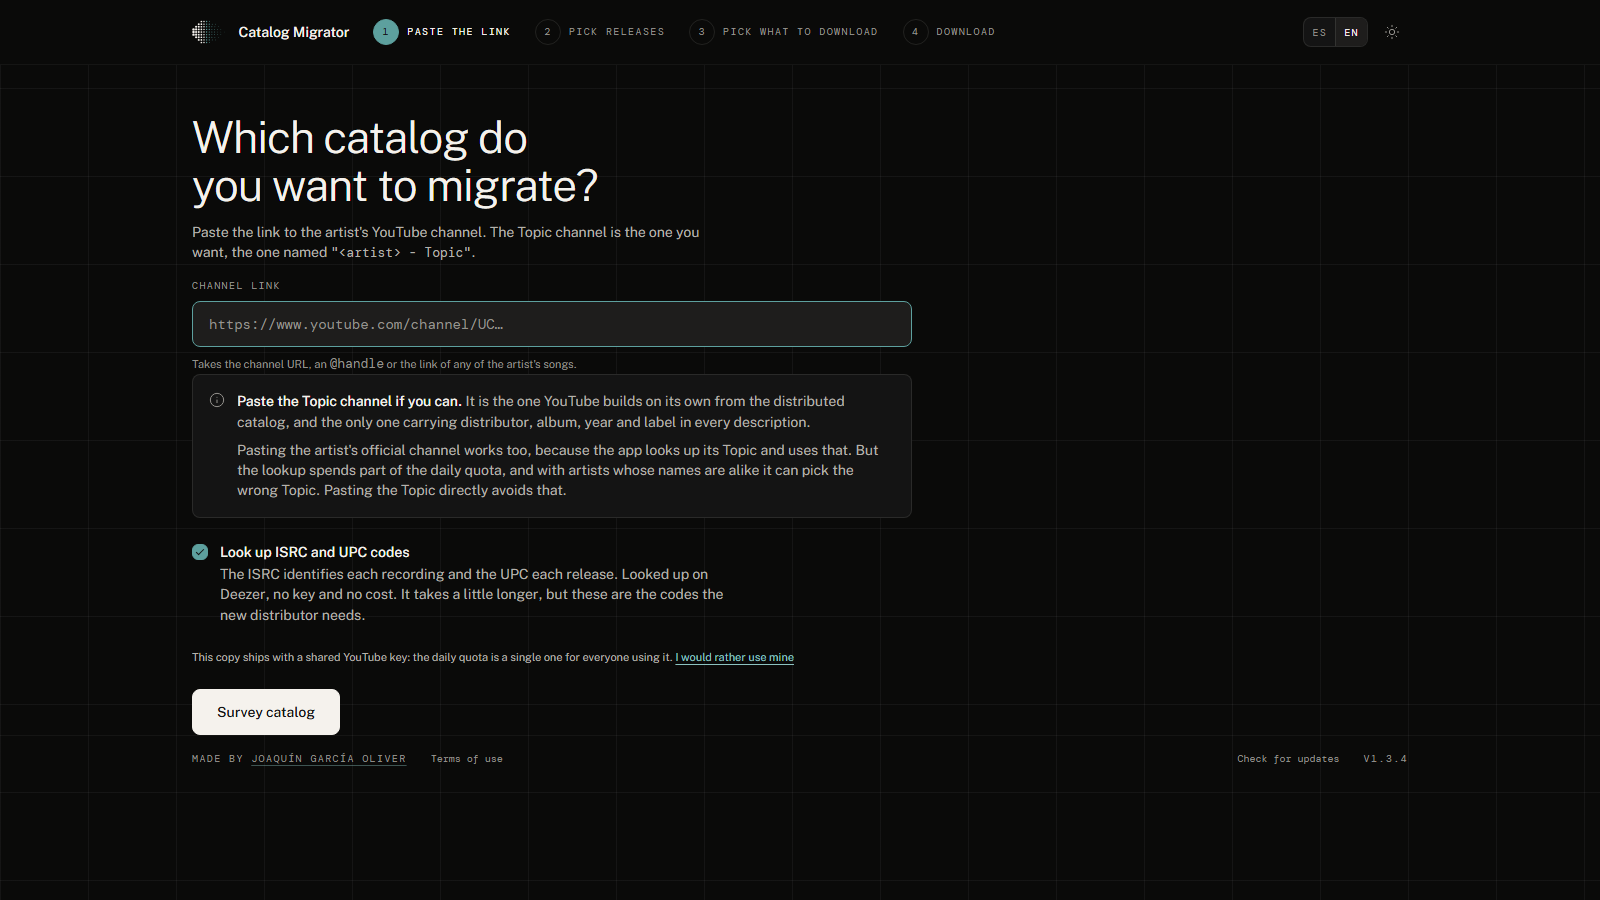 Catalog Migrator
1 PASTE THE LINK
2 PICK RELEASES
3 PICK WHAT TO DOWNLOAD
4 DOWNLOAD
ES EN
Which catalog do
you want to migrate?
Paste the link to the artist's YouTube channel. The Topic channel is the one you
want, the one named "<artist> - Topic".
CHANNEL LINK
https://www.youtube.com/channel/UC…
Takes the channel URL, an @handle or the link of any of the artist's songs.
Paste the Topic channel if you can. It is the one YouTube builds on its own from the distributed
catalog, and the only one carrying distributor, album, year and label in every description.
Pasting the artist's official channel works too, because the app looks up its Topic and uses that. But
the lookup spends part of the daily quota, and with artists whose names are alike it can pick the
wrong Topic. Pasting the Topic directly avoids that.
Look up ISRC and UPC codes
The ISRC identifies each recording and the UPC each release. Looked up on
Deezer, no key and no cost. It takes a little longer, but these are the codes the
new distributor needs.
This copy ships with a shared YouTube key: the daily quota is a single one for everyone using it. I would rather use mine
Survey catalog
MADE BY JOAQUÍN GARCÍA OLIVER
Terms of use
Check for updates
V1.3.4